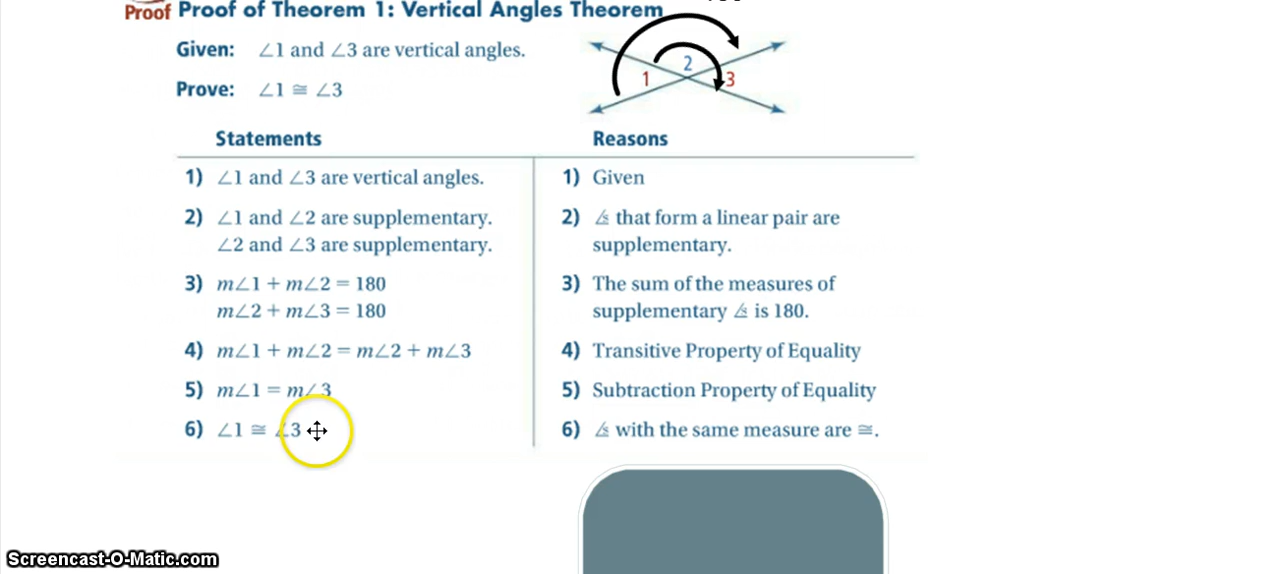 Proof Proof of Theorem 1: Vertical Angles Theorem
Given: ∠1 and ∠3 are vertical angles.
Prove: ∠1 ≅ ∠3
1 2 3
Statements Reasons
1) ∠1 and ∠3 are vertical angles. 1) Given
2) ∠1 and ∠2 are supplementary. 2) ∠s that form a linear pair are
∠2 and ∠3 are supplementary. supplementary.
3) m∠1 + m∠2 = 180 3) The sum of the measures of
m∠2 + m∠3 = 180 supplementary ∠s is 180.
4) m∠1 + m∠2 = m∠2 + m∠3 4) Transitive Property of Equality
5) m∠1 = m∠3 5) Subtraction Property of Equality
6) ∠1 ≅ ∠3 6) ∠s with the same measure are ≅.
Screencast-O-Matic.com